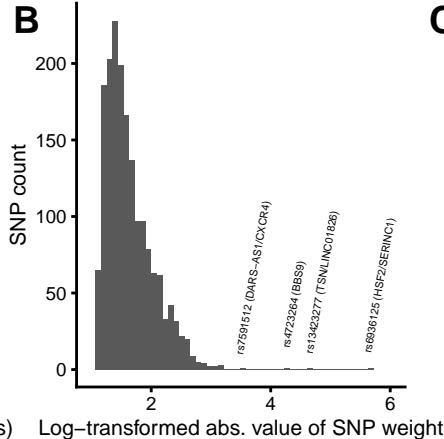 B
C
SNP count
200
150
100
50
0
rs7591512 (DARS−AS1/CXCR4)
rs4723264 (BBS9)
rs13423277 (TSN/LINC01826)
rs6936125 (HSF2/SERINC1)
2
4
6
s)
Log−transformed abs. value of SNP weight